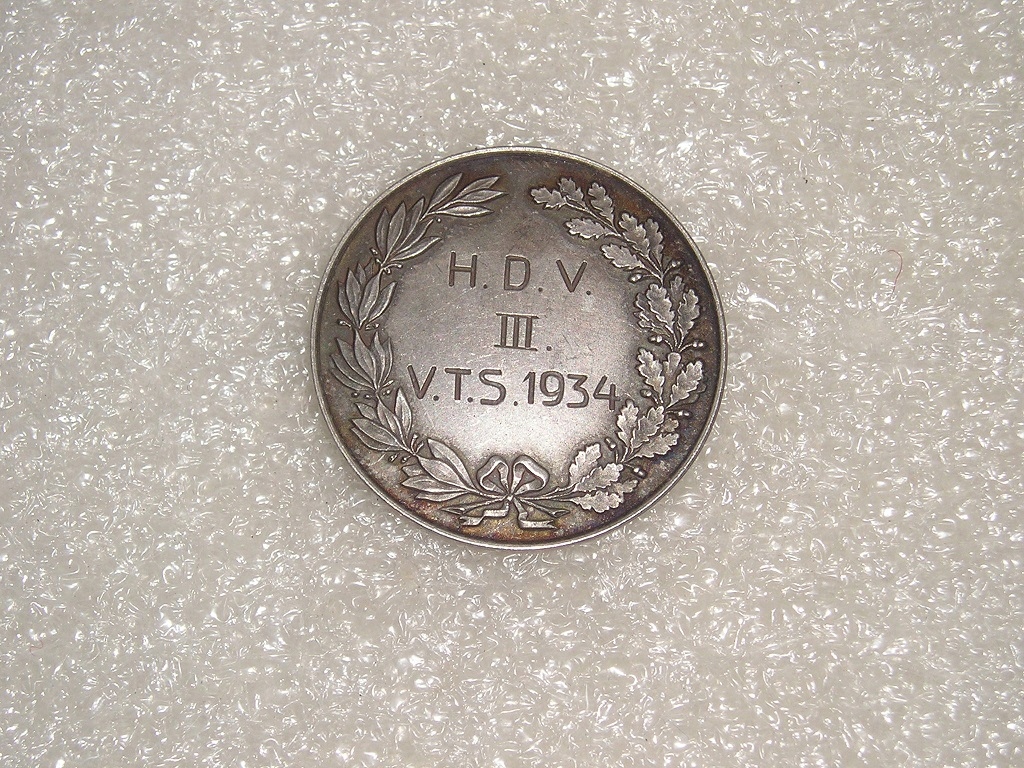 H. D. V.
III.
V.T.S. 1934.